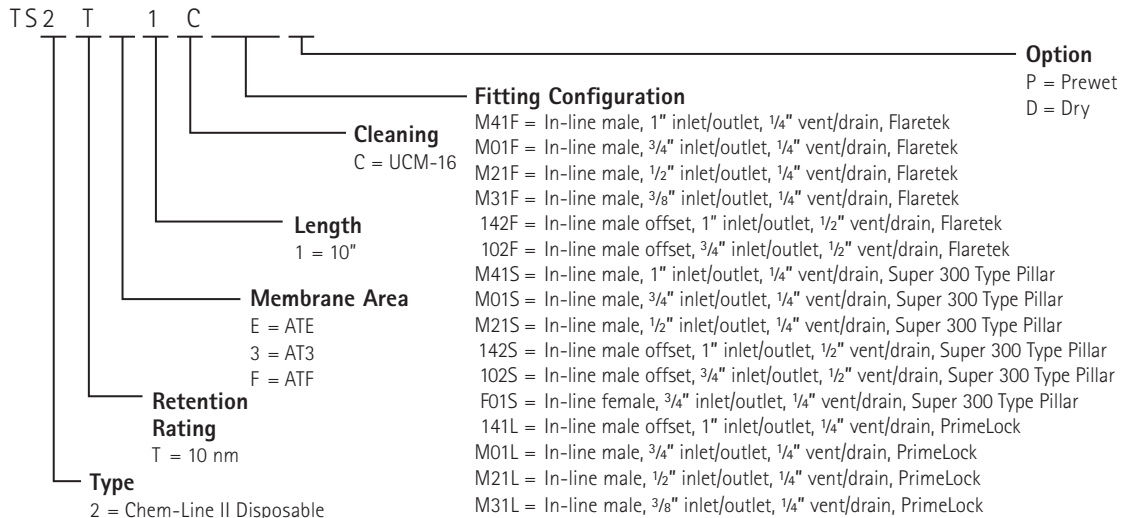 TS2 T 1 C
Option
P = Prewet
D = Dry
Fitting Configuration
M41F = In-line male, 1" inlet/outlet, 1/4" vent/drain, Flaretek
M01F = In-line male, 3/4" inlet/outlet, 1/4" vent/drain, Flaretek
M21F = In-line male, 1/2" inlet/outlet, 1/4" vent/drain, Flaretek
M31F = In-line male, 3/8" inlet/outlet, 1/4" vent/drain, Flaretek
142F = In-line male offset, 1" inlet/outlet, 1/2" vent/drain, Flaretek
102F = In-line male offset, 3/4" inlet/outlet, 1/2" vent/drain, Flaretek
M41S = In-line male, 1" inlet/outlet, 1/4" vent/drain, Super 300 Type Pillar
M01S = In-line male, 3/4" inlet/outlet, 1/4" vent/drain, Super 300 Type Pillar
M21S = In-line male, 1/2" inlet/outlet, 1/4" vent/drain, Super 300 Type Pillar
142S = In-line male offset, 1" inlet/outlet, 1/2" vent/drain, Super 300 Type Pillar
102S = In-line male offset, 3/4" inlet/outlet, 1/2" vent/drain, Super 300 Type Pillar
F01S = In-line female, 3/4" inlet/outlet, 1/4" vent/drain, Super 300 Type Pillar
141L = In-line male offset, 1" inlet/outlet, 1/4" vent/drain, PrimeLock
M01L = In-line male, 3/4" inlet/outlet, 1/4" vent/drain, PrimeLock
M21L = In-line male, 1/2" inlet/outlet, 1/4" vent/drain, PrimeLock
M31L = In-line male, 3/8" inlet/outlet, 1/4" vent/drain, PrimeLock
Cleaning
C = UCM-16
Length
1 = 10"
Membrane Area
E = ATE
3 = AT3
F = ATF
Retention
Rating
T = 10 nm
Type
2 = Chem-Line II Disposable